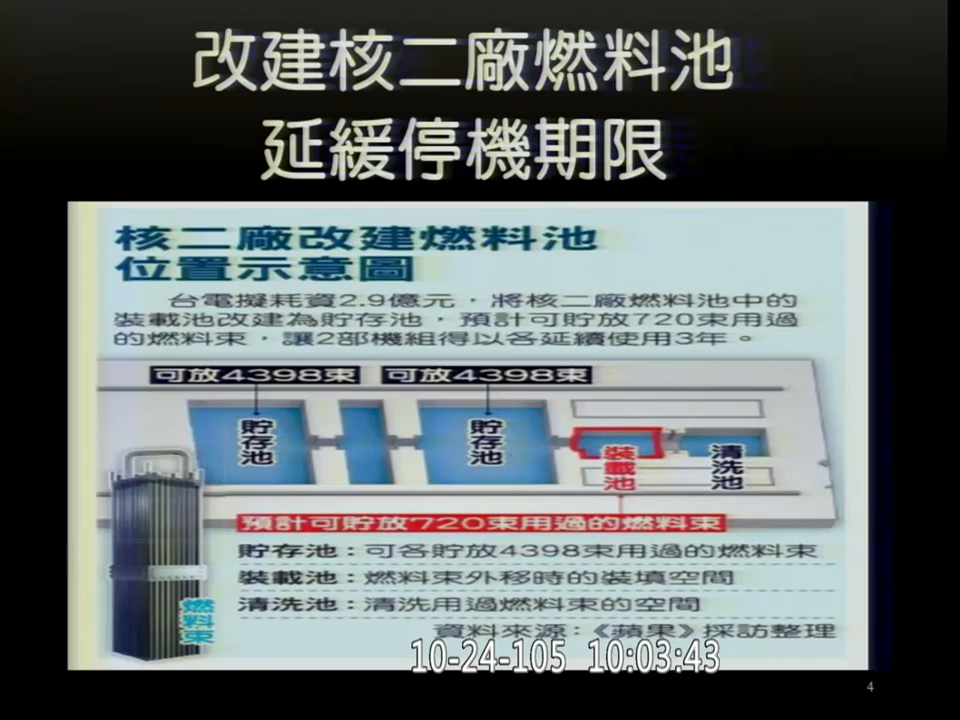 改建核二廠燃料池
延緩停機期限
核二廠改建燃料池
位置示意圖
台電擬耗資2.9億元，將核二廠燃料池中的
裝載池改建為貯存池，預計可貯放720束用過
的燃料束，讓2部機組得以各延續使用3年。
可放4398束 可放4398束
貯存池
貯存池
裝載池
清洗池
預計可貯放720束用過的燃料束
貯存池：可各貯放4398束用過的燃料束
裝載池：燃料束外移時的裝填空間
清洗池：清洗用過燃料束的空間
燃料束
資料來源：《蘋果》採訪整理
10-24-105 10:03:43
4